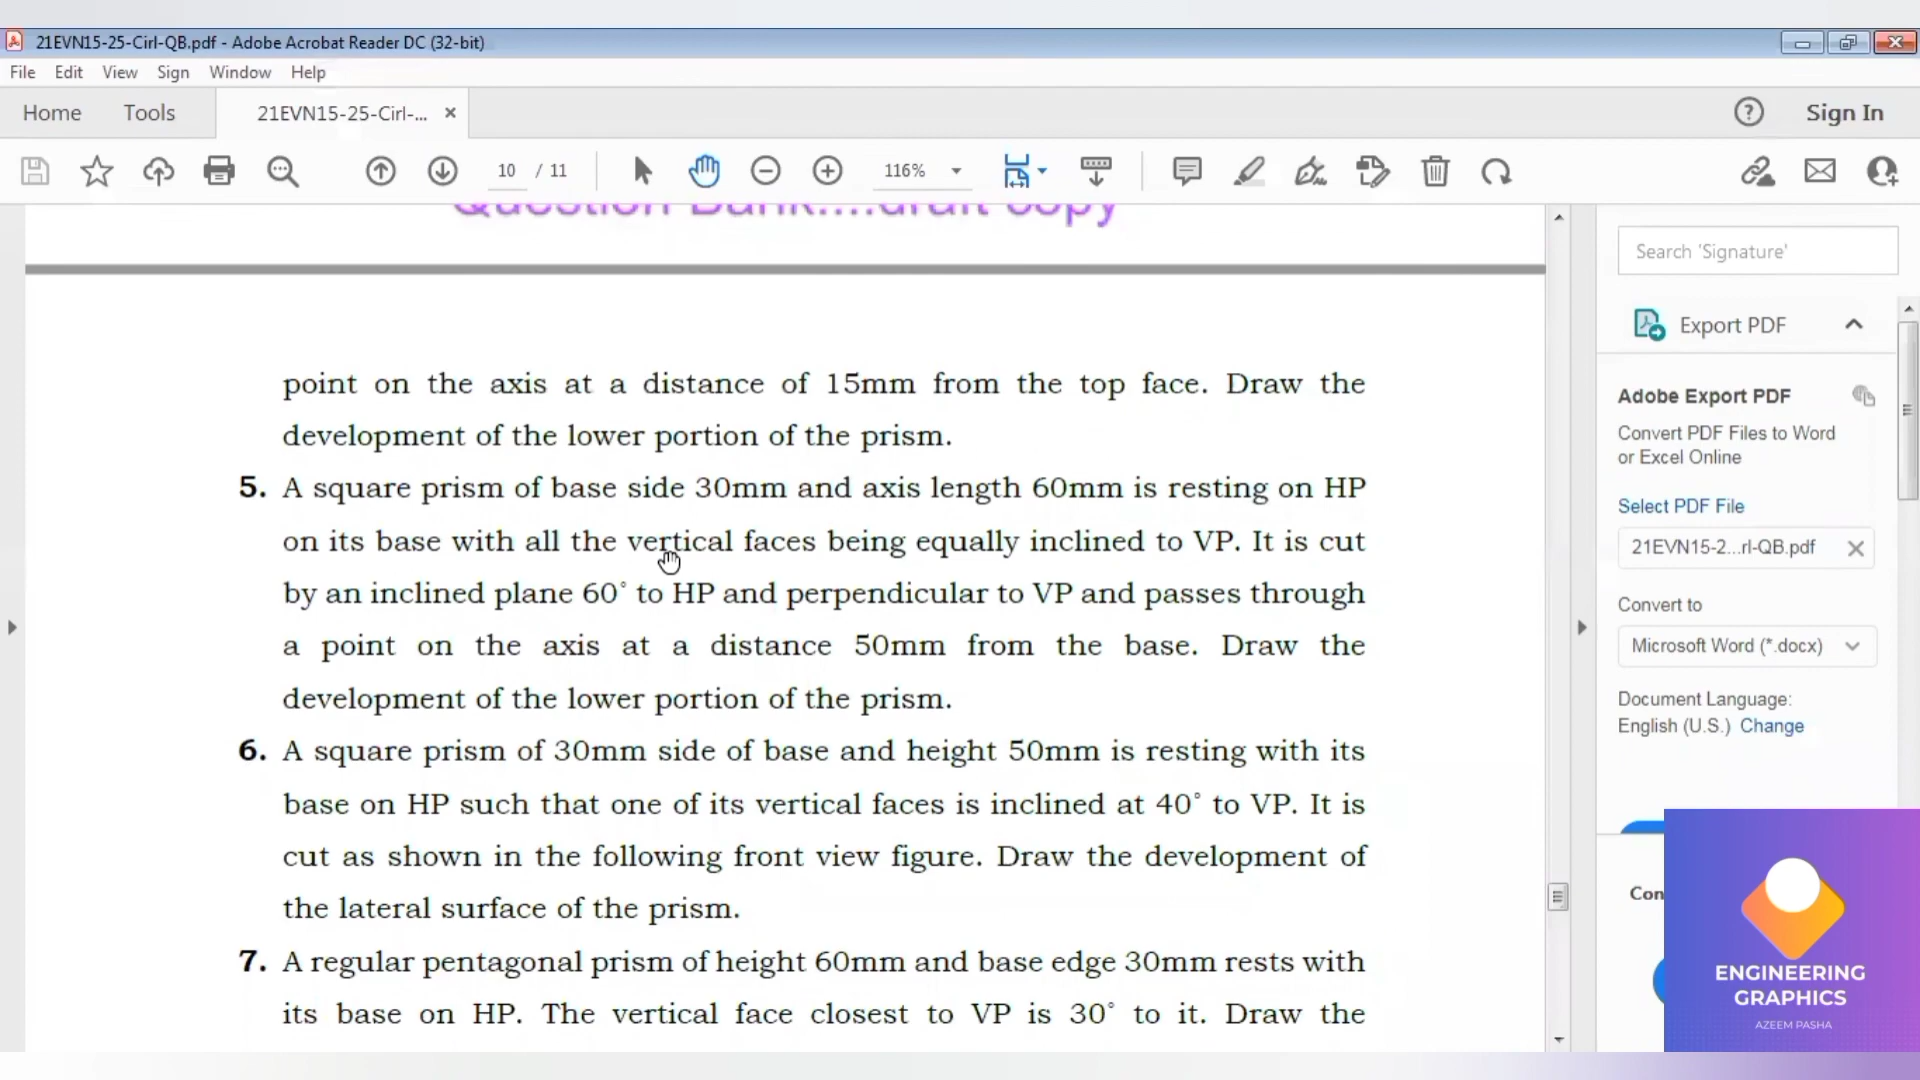 21EVN15-25-Cirl-QB.pdf - Adobe Acrobat Reader DC (32-bit)
File Edit View Sign Window Help
Home Tools 21EVN15-25-Cirl-... × Sign In
10 / 11 116%
Question Bank....draft copy
Search 'Signature'
Export PDF
Adobe Export PDF
Convert PDF Files to Word
or Excel Online
Select PDF File
21EVN15-2...rl-QB.pdf
Convert to
Microsoft Word (*.docx)
Document Language:
English (U.S.) Change
point on the axis at a distance of 15mm from the top face. Draw the
development of the lower portion of the prism.
5. A square prism of base side 30mm and axis length 60mm is resting on HP
on its base with all the vertical faces being equally inclined to VP. It is cut
by an inclined plane 60˚ to HP and perpendicular to VP and passes through
a point on the axis at a distance 50mm from the base. Draw the
development of the lower portion of the prism.
6. A square prism of 30mm side of base and height 50mm is resting with its
base on HP such that one of its vertical faces is inclined at 40˚ to VP. It is
cut as shown in the following front view figure. Draw the development of
the lateral surface of the prism.
7. A regular pentagonal prism of height 60mm and base edge 30mm rests with
its base on HP. The vertical face closest to VP is 30˚ to it. Draw the
ENGINEERING
GRAPHICS
AZEEM PASHA